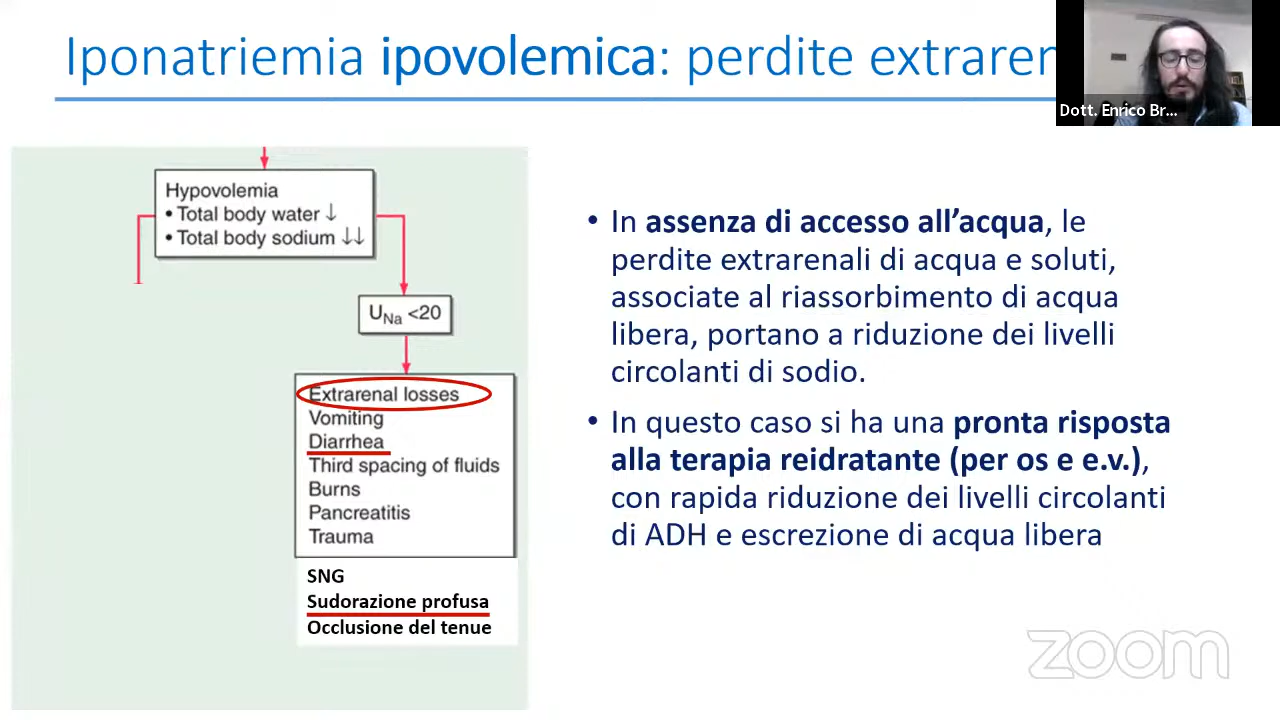 Iponatriemia ipovolemica: perdite extraren
Dott. Enrico Br...
Hypovolemia
• Total body water ↓
• Total body sodium ↓↓
UNa <20
Extrarenal losses
Vomiting
Diarrhea
Third spacing of fluids
Burns
Pancreatitis
Trauma
SNG
Sudorazione profusa
Occlusione del tenue
• In assenza di accesso all’acqua, le
perdite extrarenali di acqua e soluti,
associate al riassorbimento di acqua
libera, portano a riduzione dei livelli
circolanti di sodio.
• In questo caso si ha una pronta risposta
alla terapia reidratante (per os e e.v.),
con rapida riduzione dei livelli circolanti
di ADH e escrezione di acqua libera
zoom